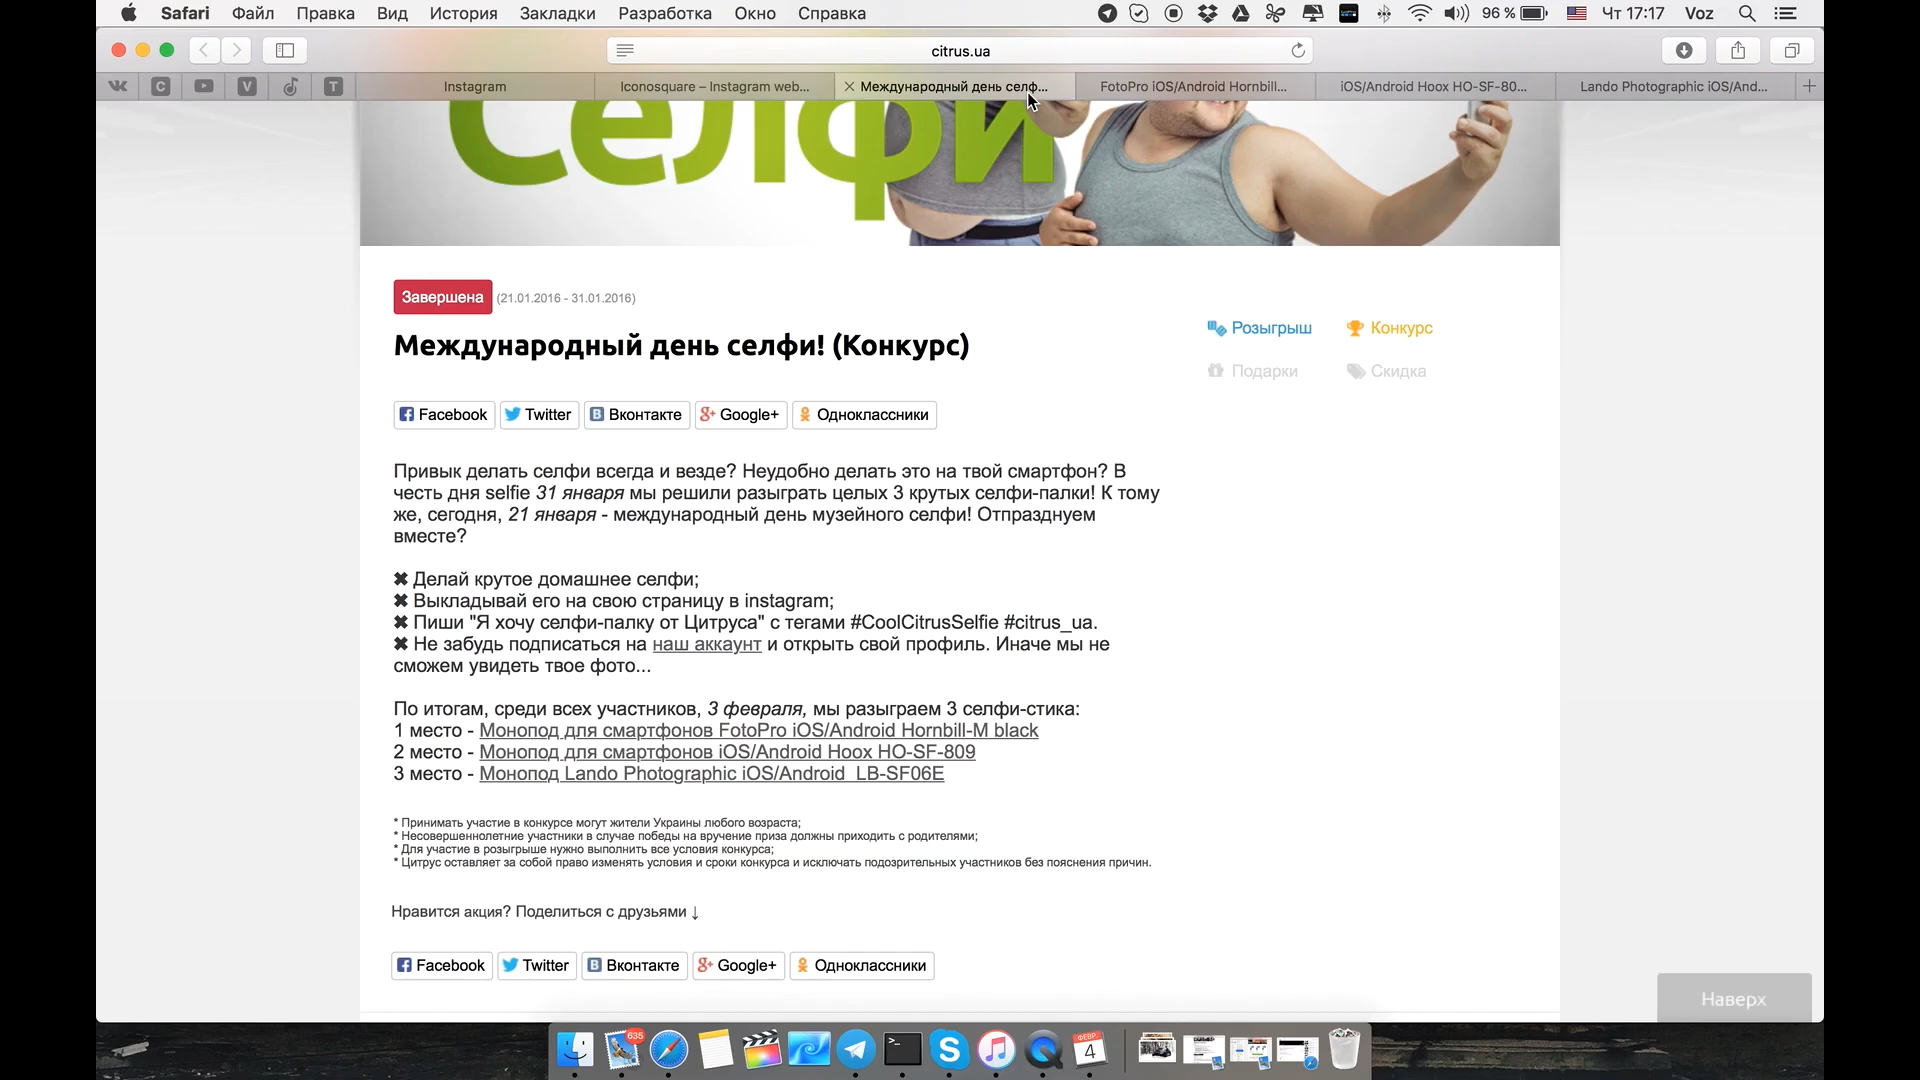 Safari Файл Правка Вид История Закладки Разработка Окно Справка 96 % Чт 17:17 Voz
citrus.ua
C V T Instagram Iconosquare – Instagram web... Международный день селф... FotoPro iOS/Android Hornbill... iOS/Android Hoox HO-SF-80... Lando Photographic iOS/And...
Селфи
Завершена (21.01.2016 - 31.01.2016)
Международный день селфи! (Конкурс)
Розыгрыш Конкурс
Подарки Скидка
Facebook Twitter Вконтакте Google+ Одноклассники
Привык делать селфи всегда и везде? Неудобно делать это на твой смартфон? В
честь дня selfie 31 января мы решили разыграть целых 3 крутых селфи-палки! К тому
же, сегодня, 21 января - международный день музейного селфи! Отпразднуем
вместе?
✖ Делай крутое домашнее селфи;
✖ Выкладывай его на свою страницу в instagram;
✖ Пиши "Я хочу селфи-палку от Цитруса" с тегами #CoolCitrusSelfie #citrus_ua.
✖ Не забудь подписаться на наш аккаунт и открыть свой профиль. Иначе мы не
сможем увидеть твое фото...
По итогам, среди всех участников, 3 февраля, мы разыграем 3 селфи-стика:
1 место - Монопод для смартфонов FotoPro iOS/Android Hornbill-M black
2 место - Монопод для смартфонов iOS/Android Hoox HO-SF-809
3 место - Монопод Lando Photographic iOS/Android LB-SF06E
* Принимать участие в конкурсе могут жители Украины любого возраста;
* Несовершеннолетние участники в случае победы на вручение приза должны приходить с родителями;
* Для участие в розыгрыше нужно выполнить все условия конкурса;
* Цитрус оставляет за собой право изменять условия и сроки конкурса и исключать подозрительных участников без пояснения причин.
Нравится акция? Поделиться с друзьями ↓
Facebook Twitter Вконтакте Google+ Одноклассники
Наверх
635
ФЕВР
4